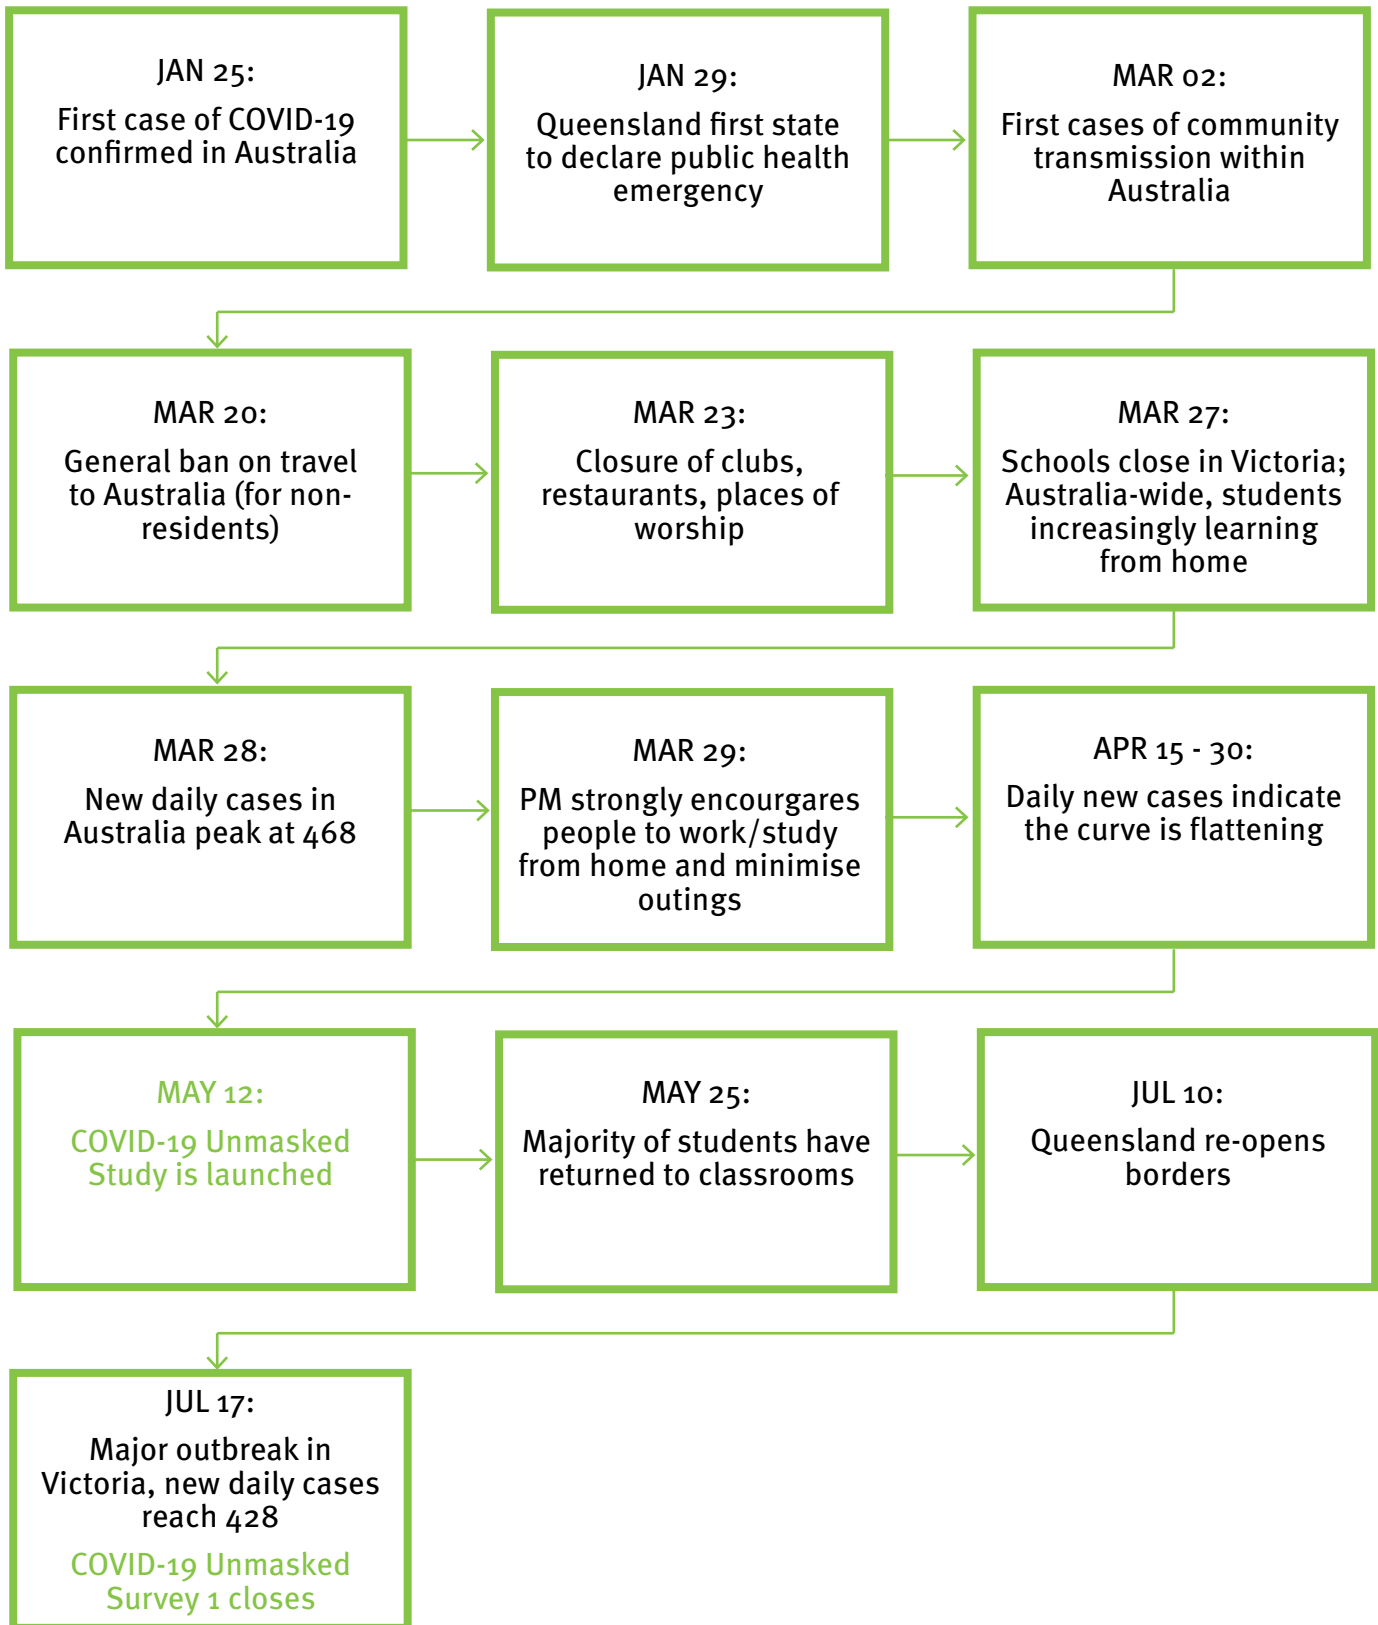 JAN 25:
First case of COVID-19
confirmed in Australia
JAN 29:
Queensland first state
to declare public health
emergency
MAR 02:
First cases of community
transmission within
Australia
MAR 20:
General ban on travel
to Australia (for non-
residents)
MAR 23:
Closure of clubs,
restaurants, places of
worship
MAR 27:
Schools close in Victoria;
Australia-wide, students
increasingly learning
from home
MAR 28:
New daily cases in
Australia peak at 468
MAR 29:
PM strongly encourgares
people to work/study
from home and minimise
outings
APR 15 - 30:
Daily new cases indicate
the curve is flattening
MAY 12:
COVID-19 Unmasked
Study is launched
MAY 25:
Majority of students have
returned to classrooms
JUL 10:
Queensland re-opens
borders
JUL 17:
Major outbreak in
Victoria, new daily cases
reach 428
COVID-19 Unmasked
Survey 1 closes